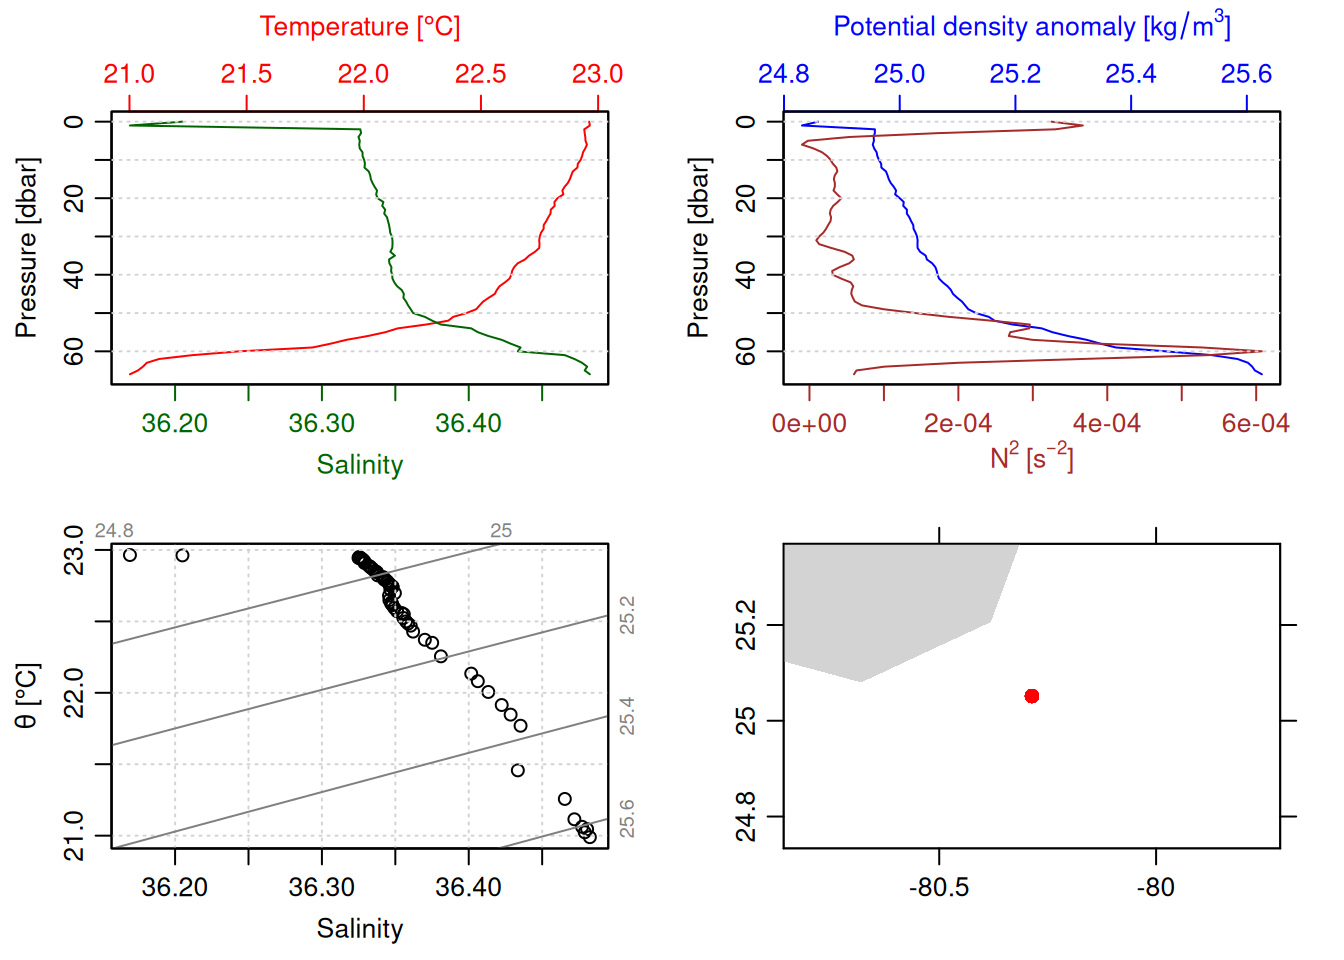 Temperature [°C]
21.0 21.5 22.0 22.5 23.0
Pressure [dbar]
0
20
40
60
36.20 36.30 36.40
Salinity
Potential density anomaly [kg/m³]
24.8 25.0 25.2 25.4 25.6
Pressure [dbar]
0
20
40
60
0e+00 2e-04 4e-04 6e-04
N² [s⁻²]
24.8 25
θ [°C]
23.0
22.0
21.0
25.2
25.4
25.6
36.20 36.30 36.40
Salinity
25.2
25
24.8
-80.5 -80